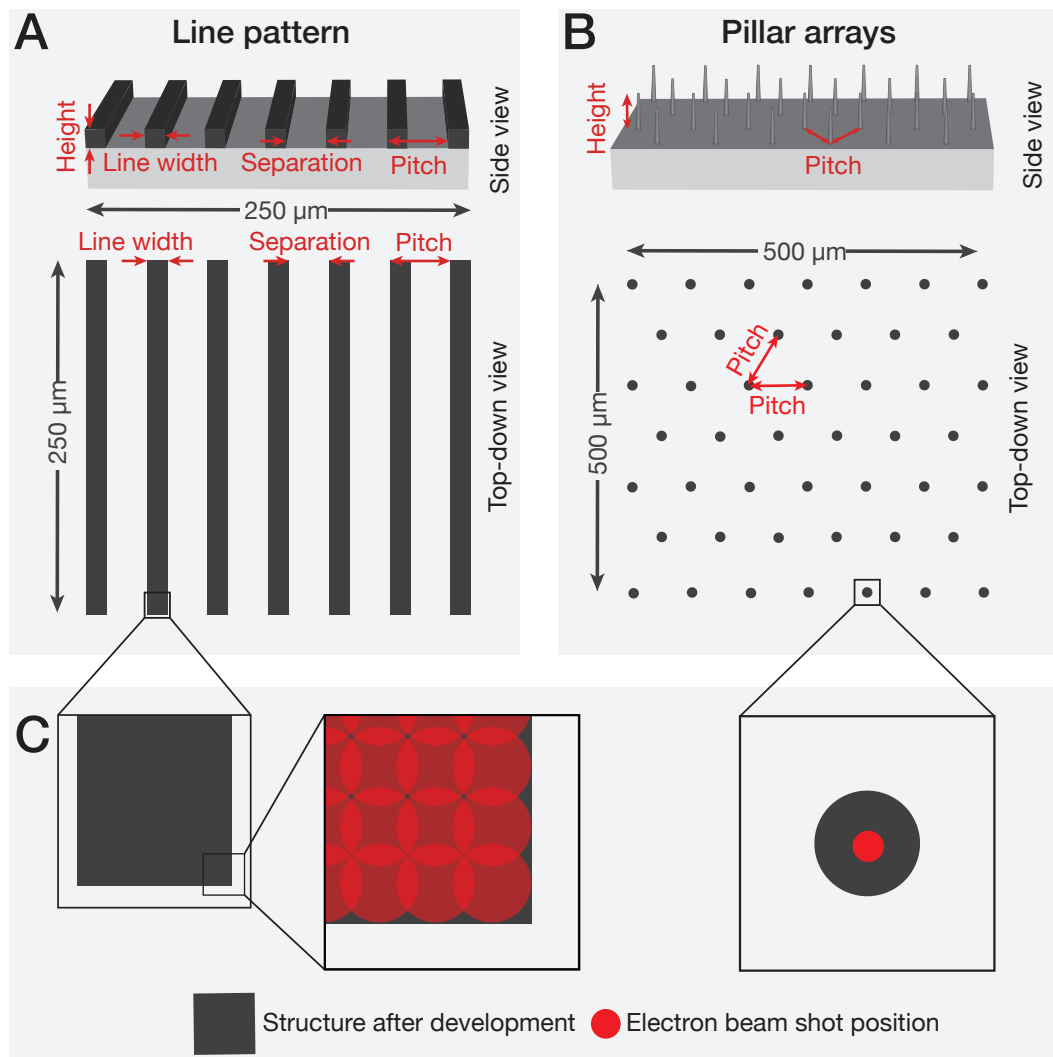 A
Line pattern
Height
Line width
Separation
Pitch
Side view
250 µm
Line width
Separation
Pitch
250 µm
Top-down view
B
Pillar arrays
Height
Pitch
Side view
500 µm
Pitch
Pitch
500 µm
Top-down view
C
Structure after development
Electron beam shot position